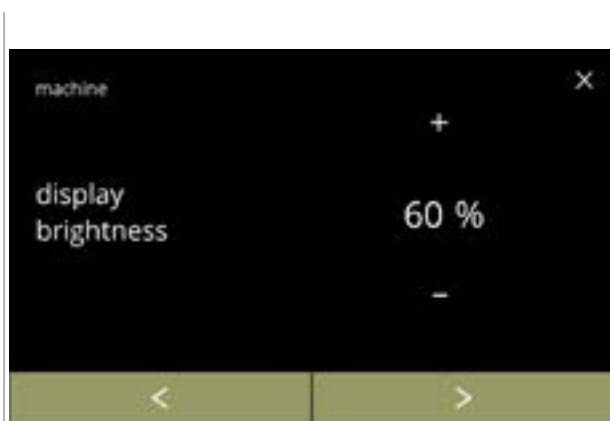 machine
X
+
display
brightness
60 %
-
<
>